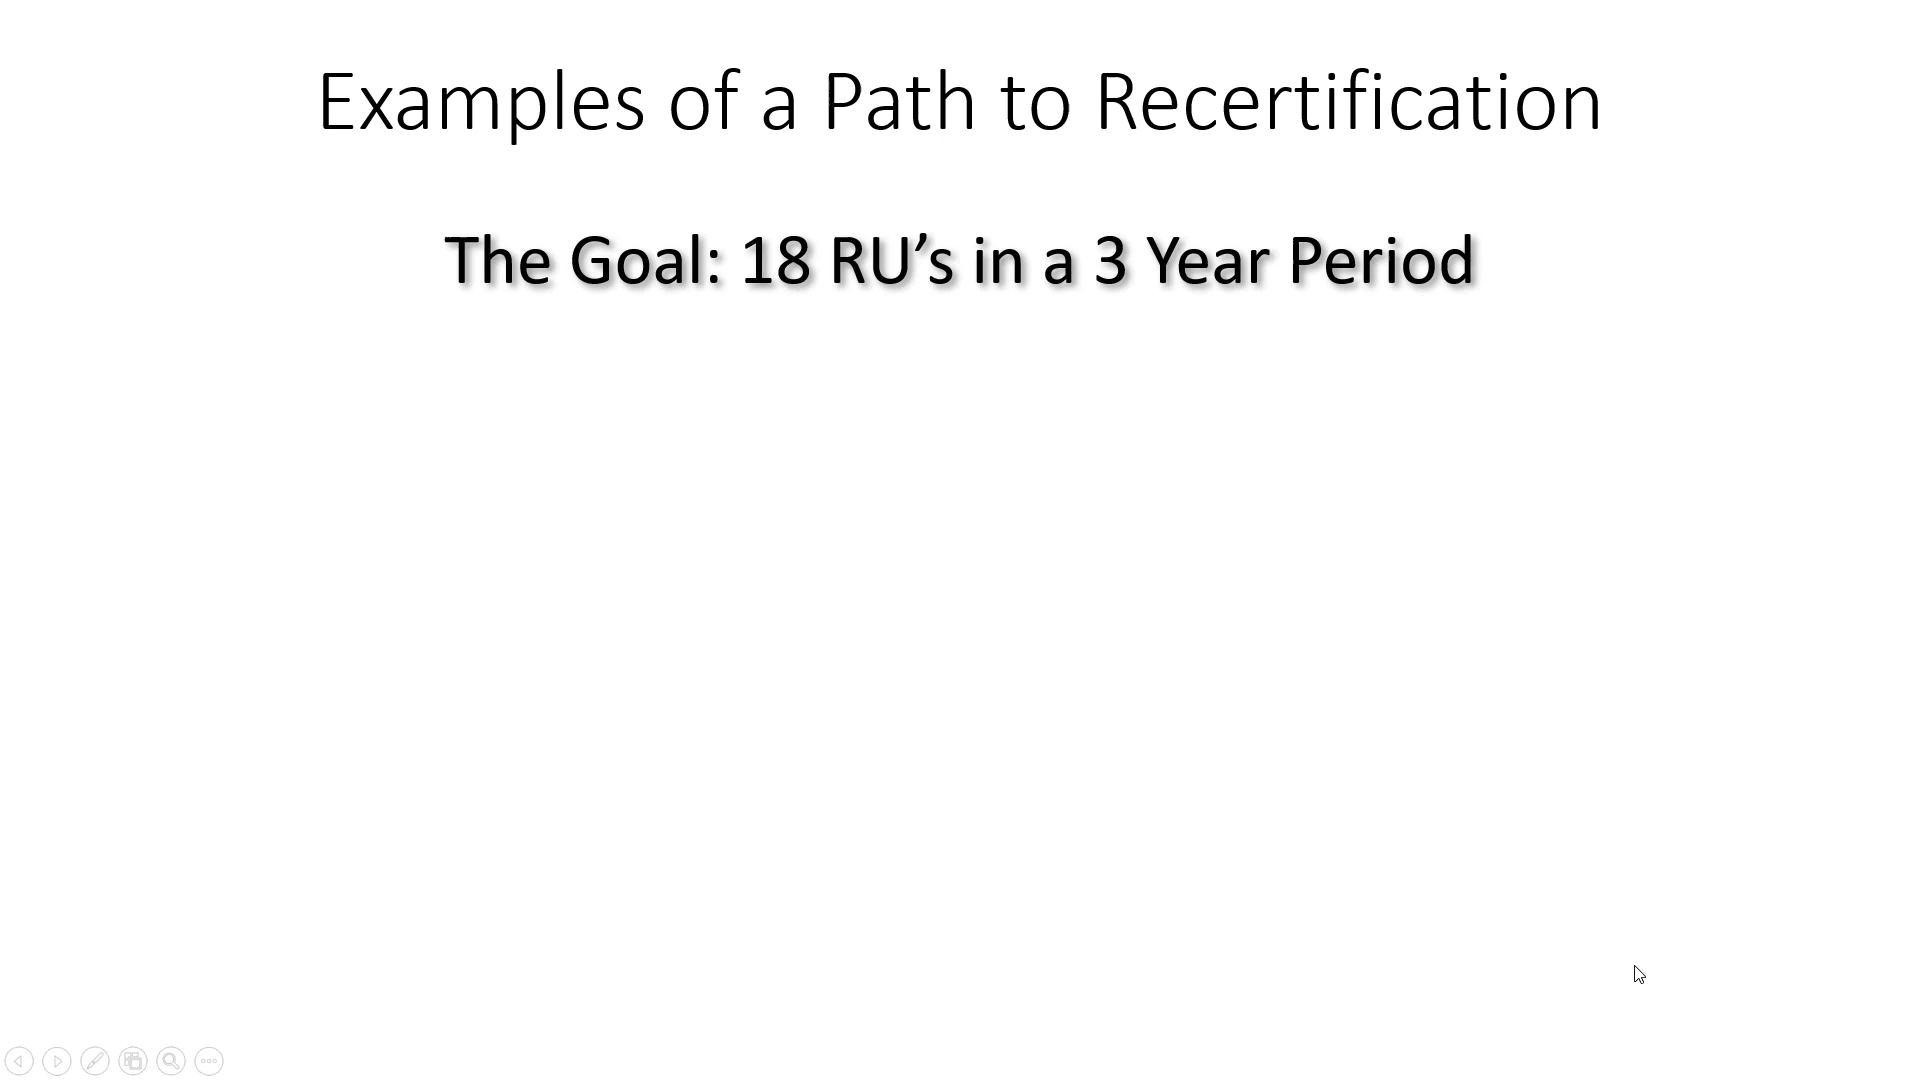 Examples of a Path to Recertification
The Goal: 18 RU’s in a 3 Year Period